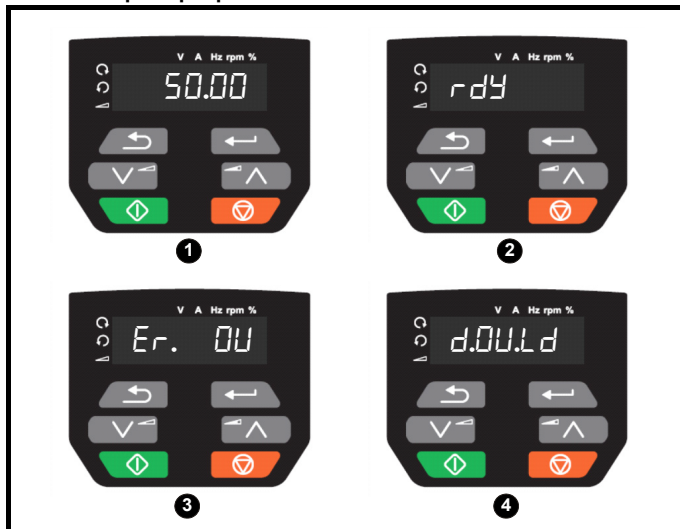 V A Hz rpm %
50.00
1
V A Hz rpm %
rdY
2
V A Hz rpm %
Er. OU
3
V A Hz rpm %
d.OU.Ld
4